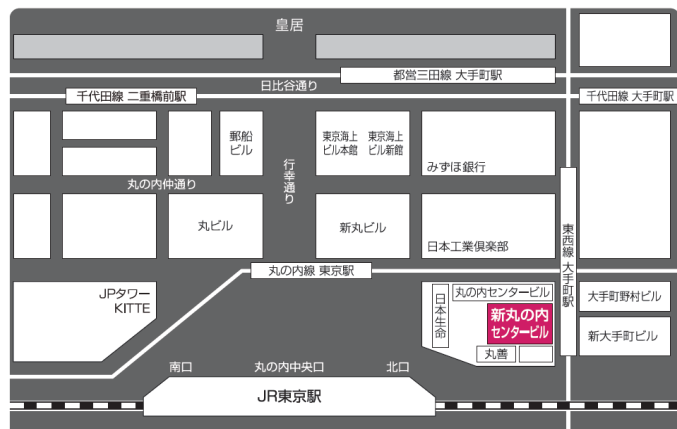 皇居
都営三田線 大手町駅
日比谷通り
千代田線 二重橋前駅
千代田線 大手町駅
郵船
ビル
行幸通り
東京海上
ビル本館
東京海上
ビル新館
みずほ銀行
丸の内仲通り
丸ビル
新丸ビル
日本工業倶楽部
東西線 大手町駅
丸の内線 東京駅
JPタワー
KITTE
日本生命
丸の内センタービル
新丸の内
センタービル
丸善
大手町野村ビル
新大手町ビル
南口
丸の内中央口
北口
JR東京駅